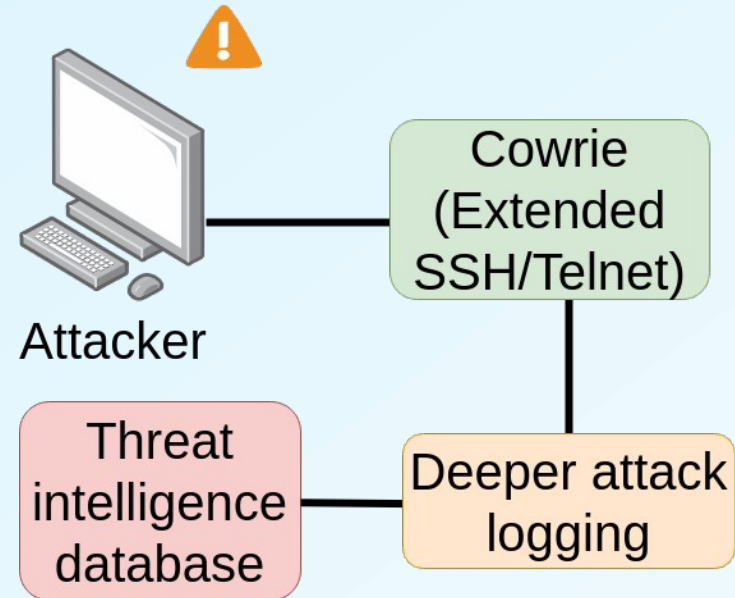 Cowrie
(Extended
SSH/Telnet)
Attacker
Threat
intelligence
database
Deeper attack
logging